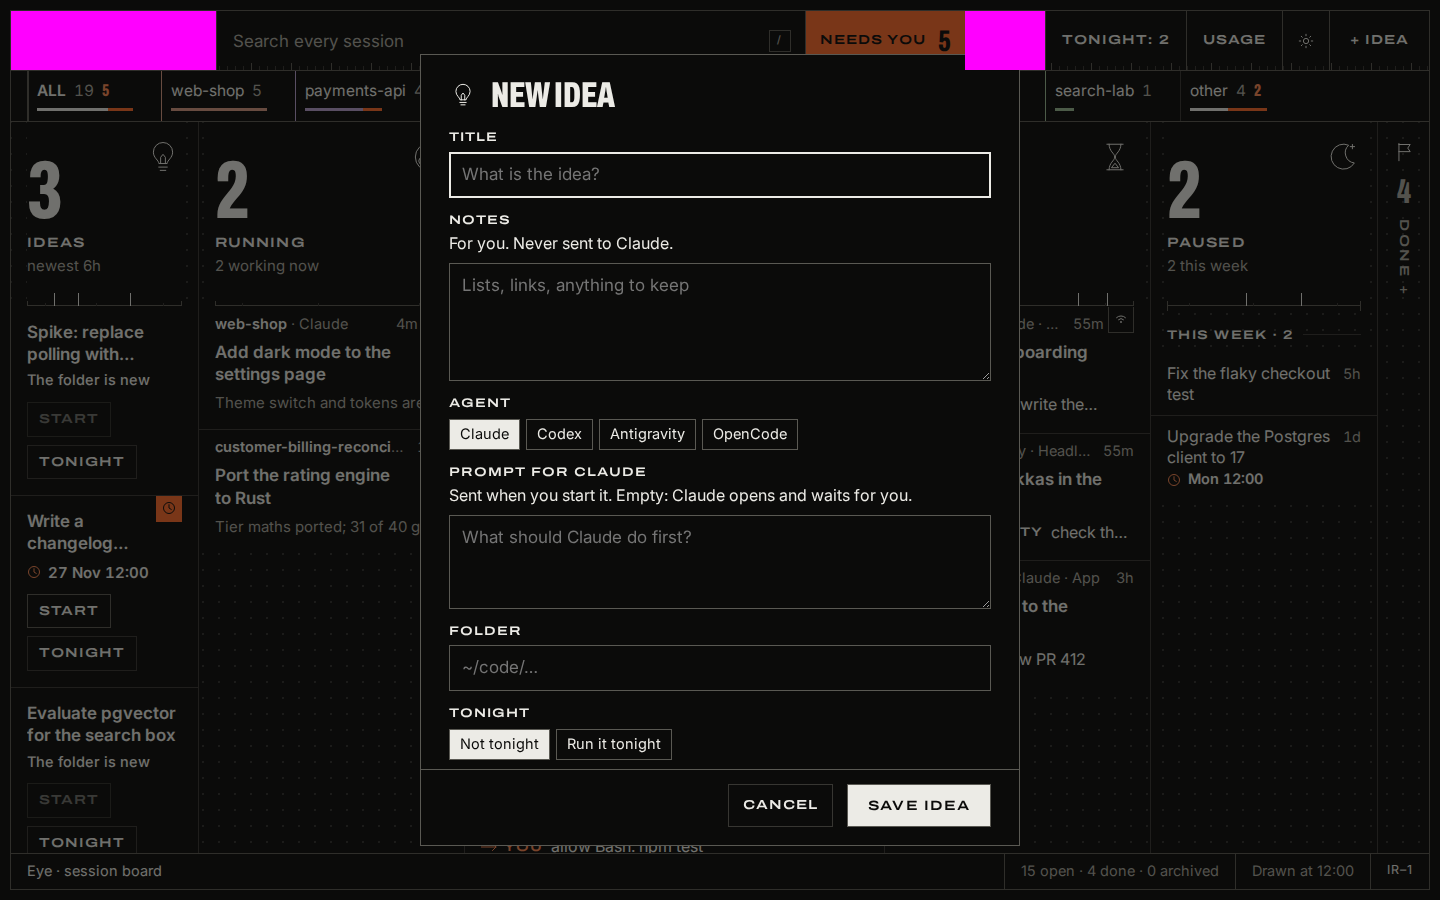 Search every session
/
NEEDS YOU 5
TONIGHT: 2
USAGE
+ IDEA
ALL 19 5
web-shop 5
payments-api 4
search-lab 1
other 4 2
3
IDEAS
newest 6h
Spike: replace
polling with...
The folder is new
START
TONIGHT
Write a
changelog...
27 Nov 12:00
START
TONIGHT
Evaluate pgvector
for the search box
The folder is new
START
TONIGHT
2
RUNNING
2 working now
web-shop · Claude 4m
Add dark mode to the
settings page
Theme switch and tokens are
customer-billing-reconci...
Port the rating engine
to Rust
Tier maths ported; 31 of 40
NEW IDEA
TITLE
What is the idea?
NOTES
For you. Never sent to Claude.
Lists, links, anything to keep
AGENT
Claude
Codex
Antigravity
OpenCode
PROMPT FOR CLAUDE
Sent when you start it. Empty: Claude opens and waits for you.
What should Claude do first?
FOLDER
~/code/...
TONIGHT
Not tonight
Run it tonight
CANCEL
SAVE IDEA
→ YOU allow Bash: npm test
... 55m
write the...
Headl... 55m
in the
check th...
Claude · App 3h
to the
PR 412
2
PAUSED
2 this week
THIS WEEK · 2
Fix the flaky checkout 5h
test
Upgrade the Postgres 1d
client to 17
Mon 12:00
4
DONE +
Eye · session board
15 open · 4 done · 0 archived
Drawn at 12:00
IR-1